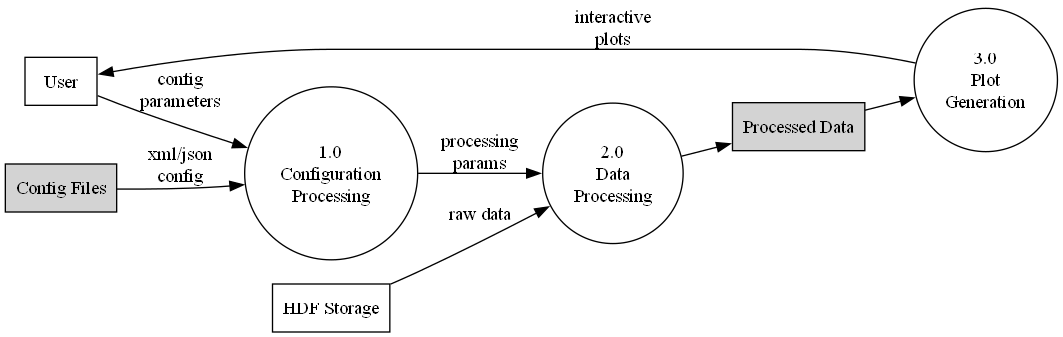 interactive
plots
User
config
parameters
Config Files
xml/json
config
1.0
Configuration
Processing
processing
params
raw data
HDF Storage
2.0
Data
Processing
Processed Data
3.0
Plot
Generation